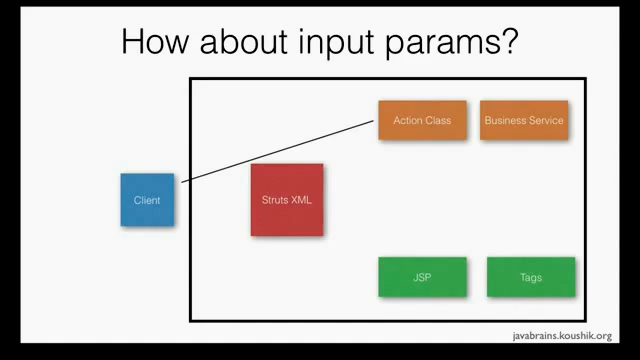 How about input params?
Action Class
Business Service
Client
Struts XML
JSP
Tags
javabrains.koushik.org